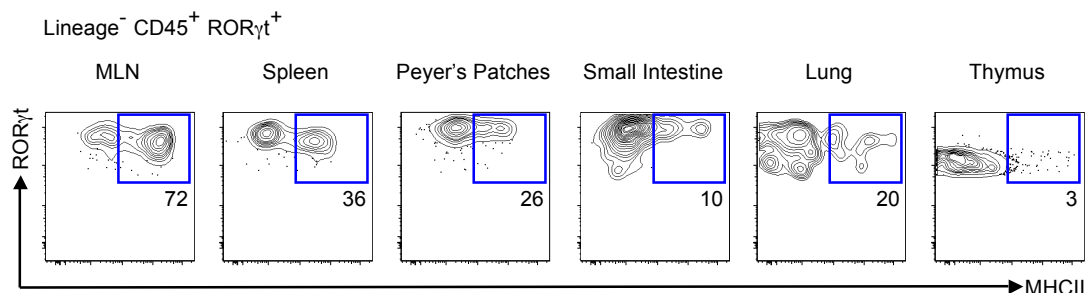 Lineage⁻ CD45⁺ RORγt⁺
MLN Spleen Peyer's Patches Small Intestine Lung Thymus
RORγt
72 36 26 10 20 3
MHCII